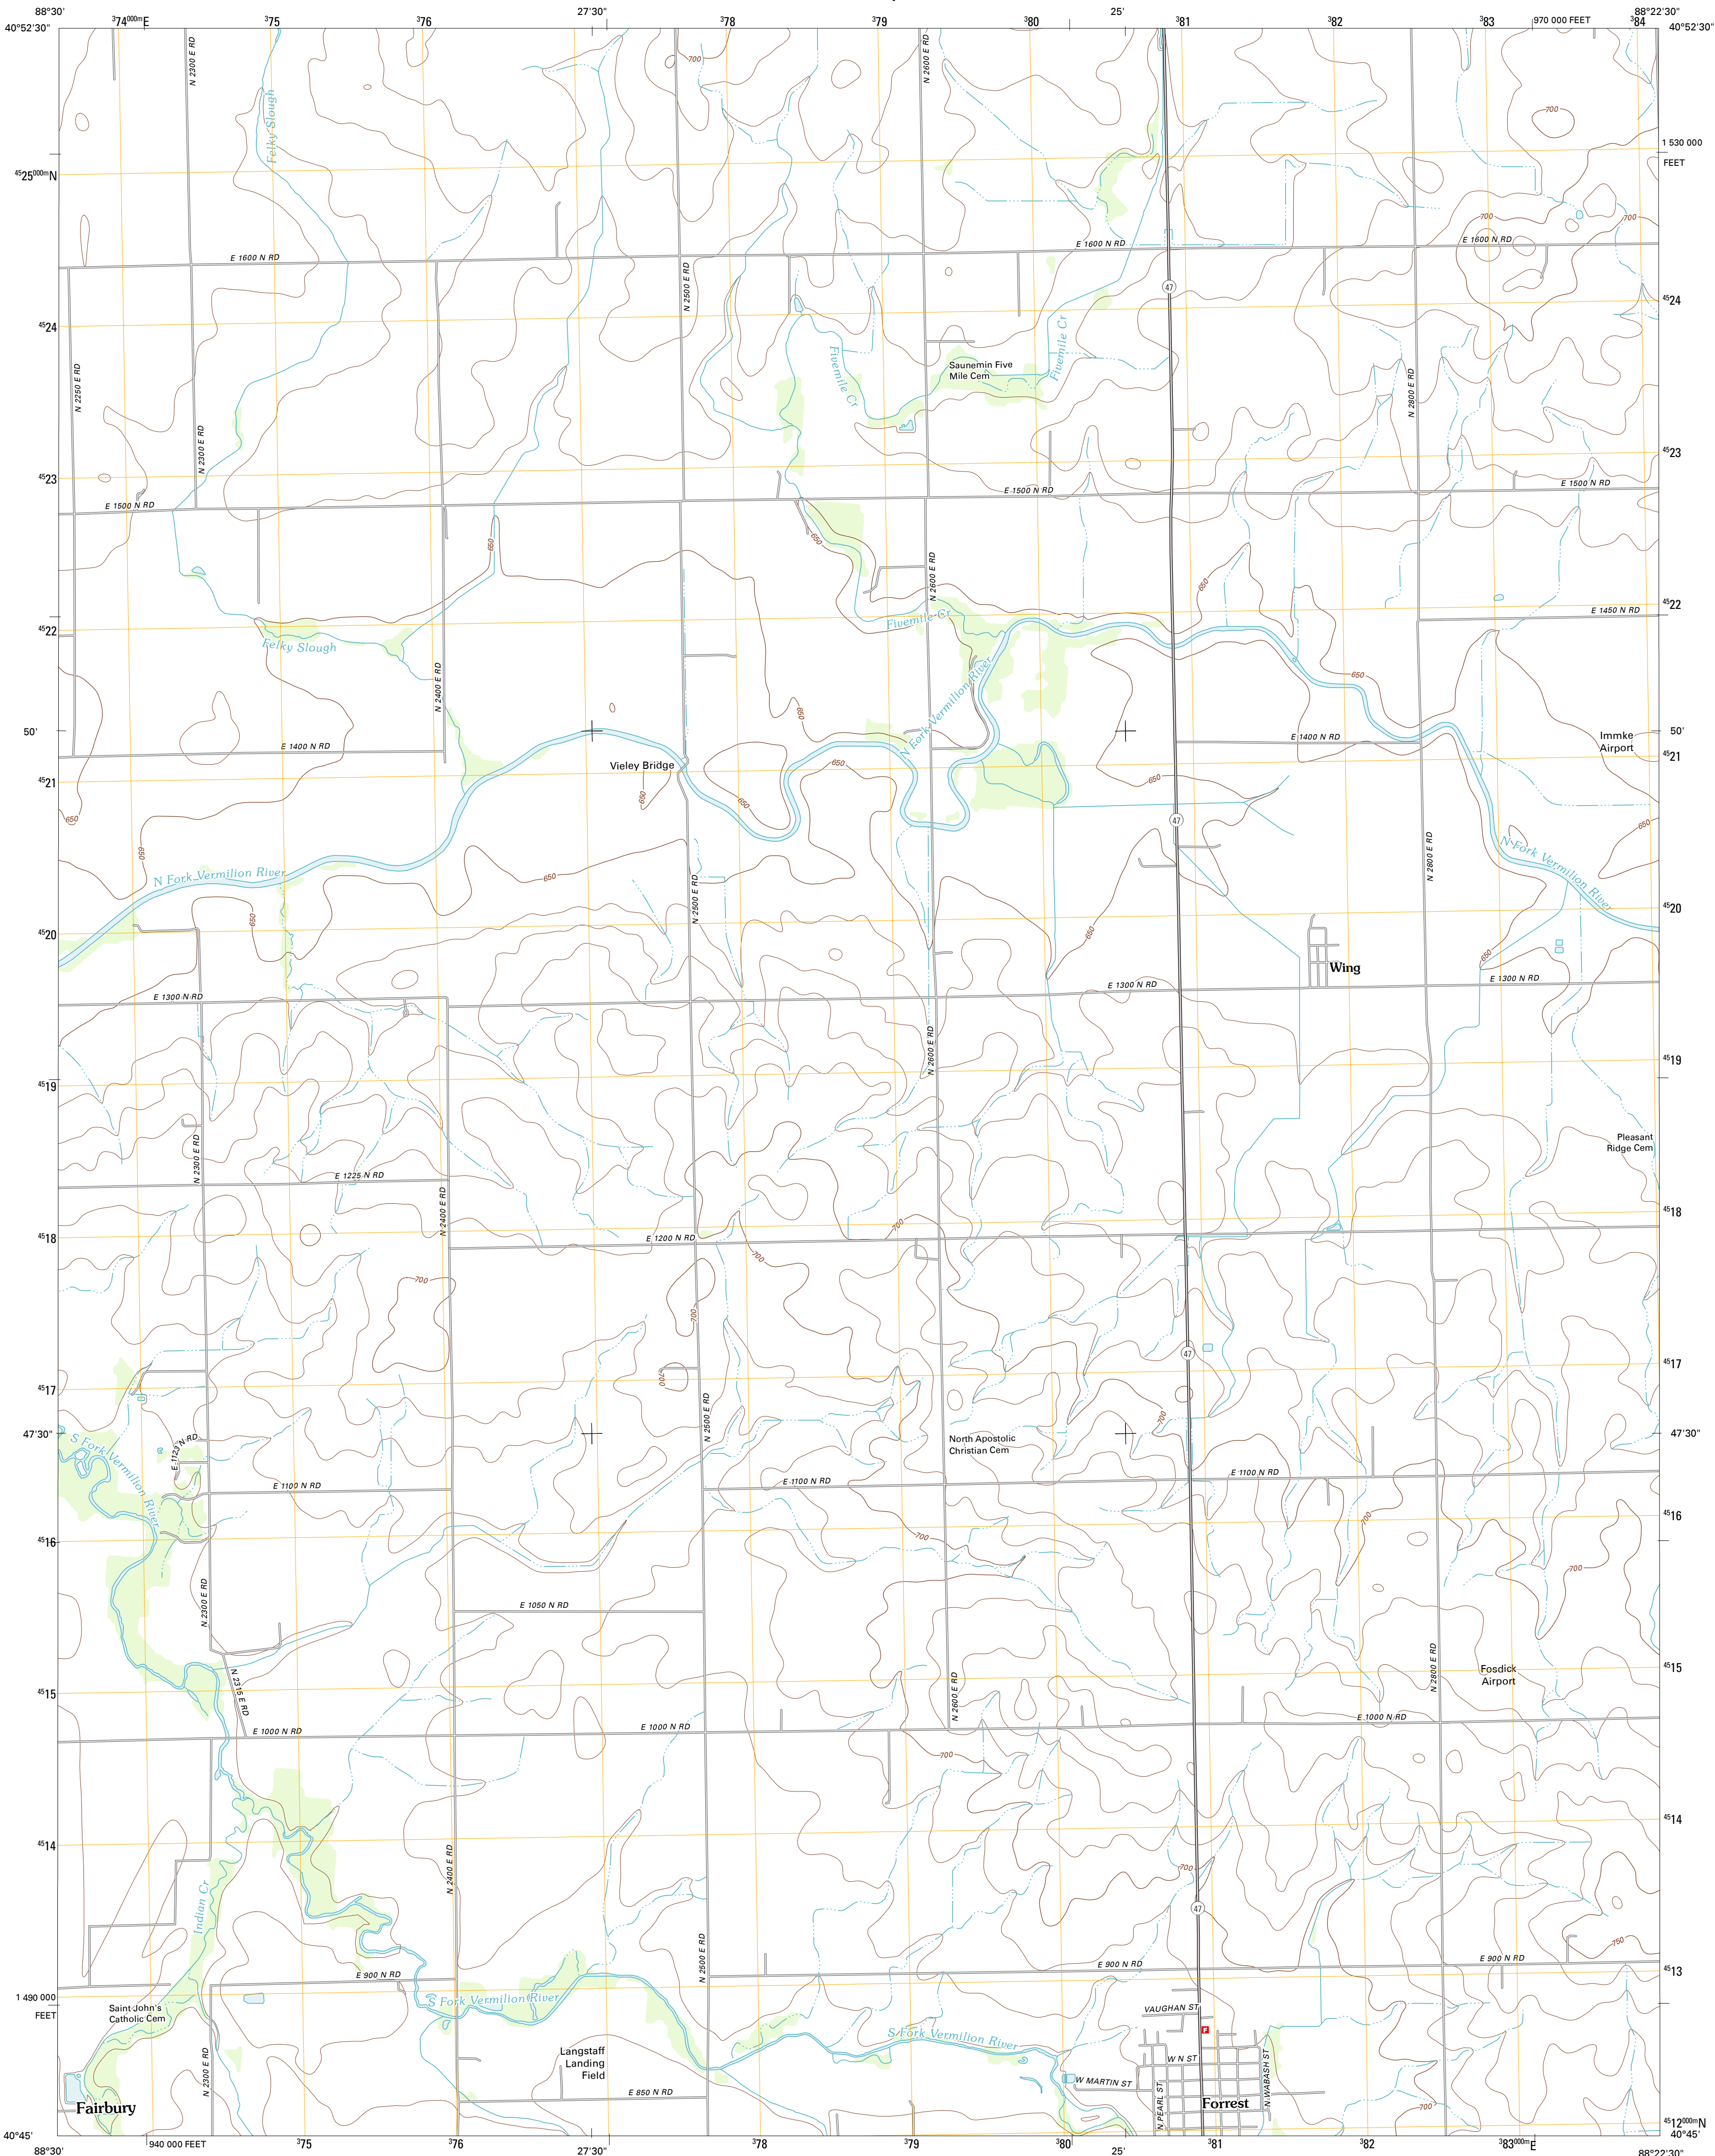 88°30'
³74⁰⁰⁰ᵐE
³75
³76
27'30"
³78
³79
³80
25'
³81
³82
³83
970 000 FEET
³84
88°22'30"
40°52'30"
40°52'30"
N 2300 E RD
Felky Slough
700
N 2600 E RD
700
1 530 000
FEET
⁴⁵25⁰⁰⁰ᵐN
700
700
E 1600 N RD
E 1600 N RD
E 1600 N RD
N 2500 E RD
47
⁴⁵24
⁴⁵24
Fivemile Cr
Fivemile Cr
Saunemin Five
Mile Cem
N 2250 E RD
N 2800 E RD
N 2300 E RD
⁴⁵23
⁴⁵23
E 1500 N RD
E 1500 N RD
E 1500 N RD
650
650
N 2600 E RD
650
⁴⁵22
⁴⁵22
E 1450 N RD
Fivemile Cr
Felky Slough
N 2400 E RD
N Fork Vermilion River
650
650
50'
50'
E 1400 N RD
E 1400 N RD
Immke
Airport
Vieley Bridge
⁴⁵21
⁴⁵21
650
650
650
650
650
47
650
650
N 2800 E RD
N Fork Vermilion River
N Fork Vermilion River
650
N 2500 E RD
650
650
650
⁴⁵20
⁴⁵20
Wing
E 1300 N RD
E 1300 N RD
E 1300 N RD
N 2600 E RD
⁴⁵19
⁴⁵19
N 2300 E RD
Pleasant
Ridge Cem
E 1225 N RD
N 2400 E RD
700
⁴⁵18
⁴⁵18
E 1200 N RD
700
700
700
47
⁴⁵17
⁴⁵17
700
N 2500 E RD
700
47'30"
47'30"
S Fork Vermilion River
E 1123 N RD
North Apostolic
Christian Cem
E 1100 N RD
E 1100 N RD
E 1100 N RD
⁴⁵16
⁴⁵16
700
700
700
N 2300 E RD
E 1050 N RD
N 2315 E RD
N 2600 E RD
N 2800 E RD
Fosdick
Airport
⁴⁵15
⁴⁵15
E 1000 N RD
E 1000 N RD
E 1000 N RD
700
⁴⁵14
⁴⁵14
N 2400 E RD
700
Indian Cr
47
750
N 2500 E RD
E 900 N RD
E 900 N RD
E 900 N RD
⁴⁵13
1 490 000
FEET
S Fork Vermilion River
Saint John's
Catholic Cem
VAUGHAN ST
F
S Fork Vermilion River
Langstaff
Landing
Field
W N ST
N 2300 E RD
W MARTIN ST
N PEARL ST
N WABASH ST
E 850 N RD
Fairbury
Forrest
700
⁴⁵12⁰⁰⁰ᵐN
40°45'
40°45'
88°30'
940 000 FEET
³75
³76
27'30"
³78
³79
³80
25'
³81
³82
³83⁰⁰⁰ᵐE
88°22'30"